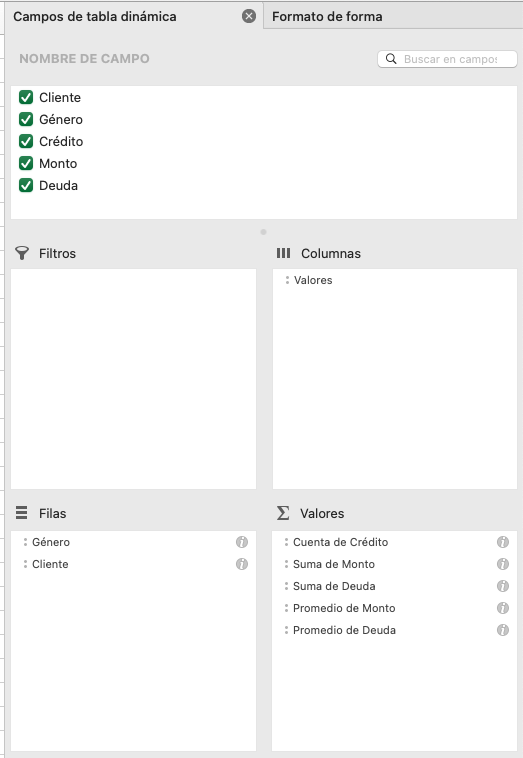 Campos de tabla dinámica
Formato de forma
NOMBRE DE CAMPO
Buscar en campos
Cliente
Género
Crédito
Monto
Deuda
Filtros
Columnas
Valores
Filas
Valores
Género
Cliente
Cuenta de Crédito
Suma de Monto
Suma de Deuda
Promedio de Monto
Promedio de Deuda